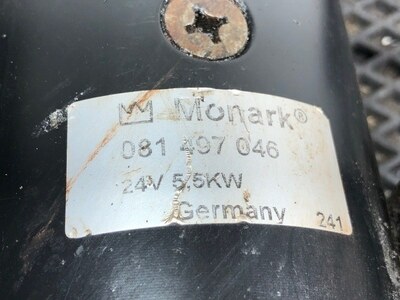 Monark®
081 497 046
24V 5.5KW
Germany
241